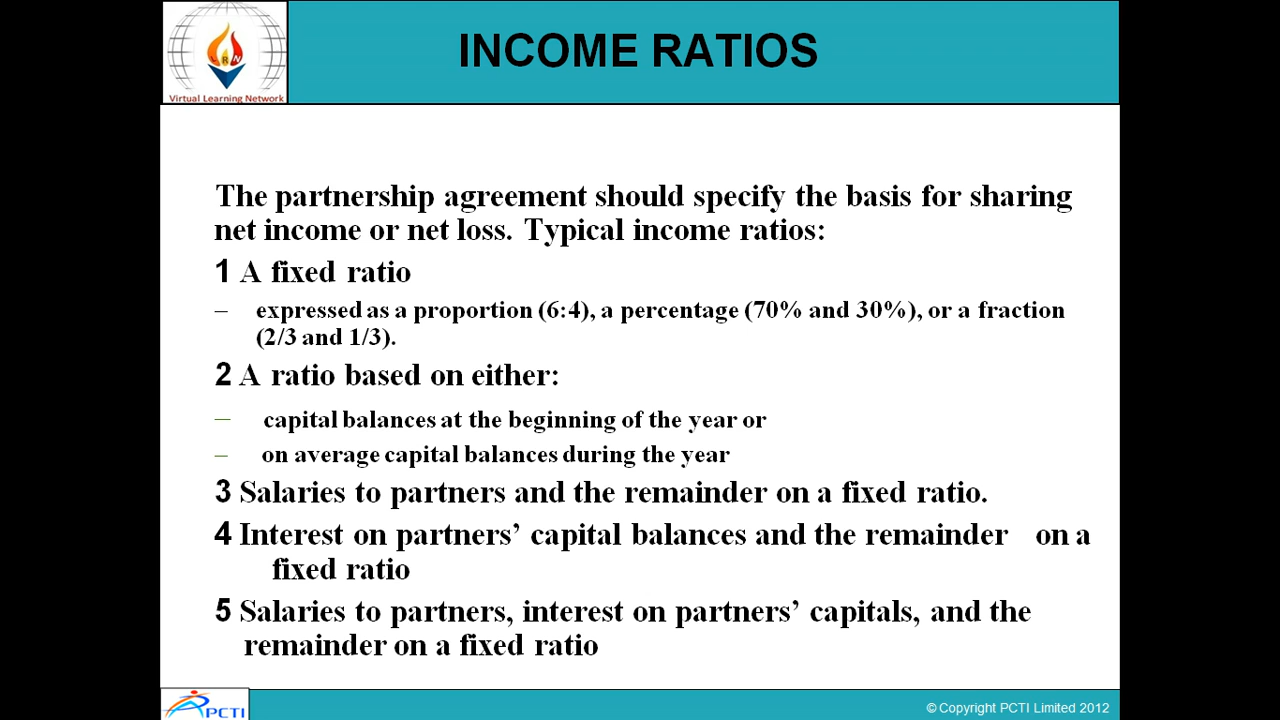 INCOME RATIOS
LRN
Virtual Learning Network
The partnership agreement should specify the basis for sharing
net income or net loss. Typical income ratios:
1 A fixed ratio
– expressed as a proportion (6:4), a percentage (70% and 30%), or a fraction
(2/3 and 1/3).
2 A ratio based on either:
– capital balances at the beginning of the year or
– on average capital balances during the year
3 Salaries to partners and the remainder on a fixed ratio.
4 Interest on partners’ capital balances and the remainder on a
fixed ratio
5 Salaries to partners, interest on partners’ capitals, and the
remainder on a fixed ratio
PCTI
© Copyright PCTI Limited 2012